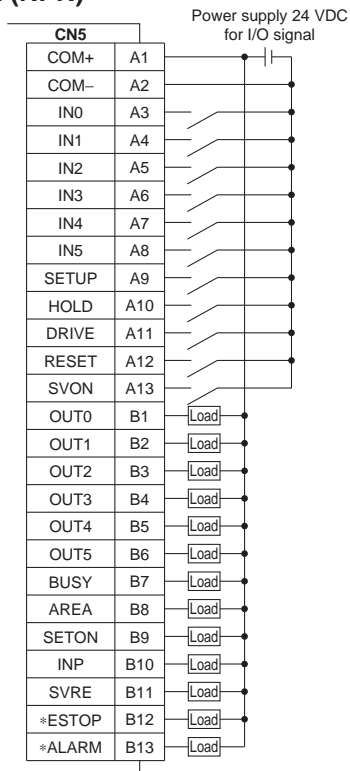 Power supply 24 VDC
for I/O signal
CN5
COM+ A1
COM− A2
IN0 A3
IN1 A4
IN2 A5
IN3 A6
IN4 A7
IN5 A8
SETUP A9
HOLD A10
DRIVE A11
RESET A12
SVON A13
OUT0 B1 Load
OUT1 B2 Load
OUT2 B3 Load
OUT3 B4 Load
OUT4 B5 Load
OUT5 B6 Load
BUSY B7 Load
AREA B8 Load
SETON B9 Load
INP B10 Load
SVRE B11 Load
∗ESTOP B12 Load
∗ALARM B13 Load